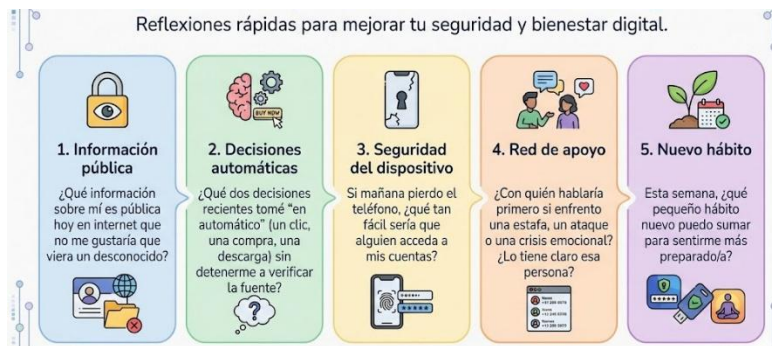 Reflexiones rápidas para mejorar tu seguridad y bienestar digital.
1. Información
pública
¿Qué información
sobre mí es pública
hoy en internet que
no me gustaría que
viera un desconocido?
BUY NOW
2. Decisiones
automáticas
¿Qué dos decisiones
recientes tomé "en
automático" (un clic,
una compra, una
descarga) sin
detenerme a verificar
la fuente?
3. Seguridad
del dispositivo
Si mañana pierdo el
teléfono, ¿qué tan
fácil sería que
alguien acceda a
mis cuentas?
4. Red de apoyo
¿Con quién hablaría
primero si enfrento
una estafa, un ataque
o una crisis emocional?
¿Lo tiene claro esa
persona?
5. Nuevo hábito
Esta semana, ¿qué
pequeño hábito
nuevo puedo sumar
para sentirme más
preparado/a?